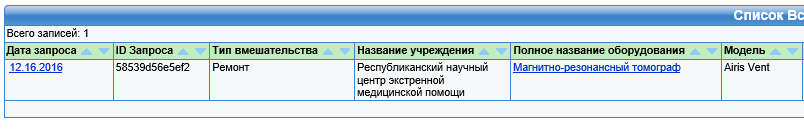 Список Вс
Всего записей: 1
Дата запроса ID Запроса Тип вмешательства Название учреждения Полное название оборудования Модель
12.16.2016 58539d56e5ef2 Ремонт Республиканский научный Магнитно-резонансный томограф Airis Vent
центр экстренной
медицинской помощи